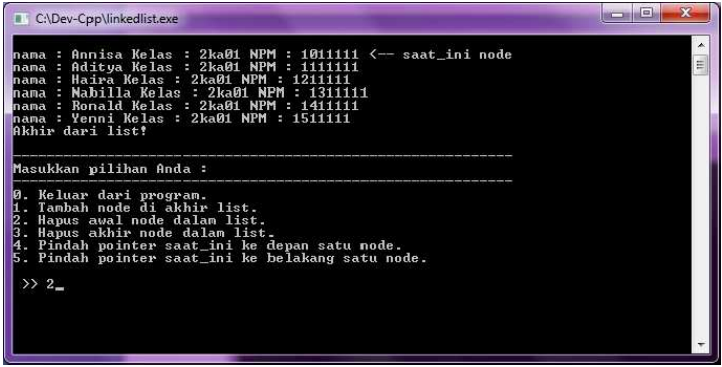 C:\Dev-Cpp\linkedlist.exe
nama : Annisa Kelas : 2ka01 NPM : 1011111 <-- saat_ini node
nama : Aditya Kelas : 2ka01 NPM : 1111111
nama : Haira Kelas : 2ka01 NPM : 1211111
nama : Nabilla Kelas : 2ka01 NPM : 1311111
nama : Ronald Kelas : 2ka01 NPM : 1411111
nama : Yenni Kelas : 2ka01 NPM : 1511111
Akhir dari list!
Masukkan pilihan Anda :
0. Keluar dari program.
1. Tambah node di akhir list.
2. Hapus awal node dalam list.
3. Hapus akhir node dalam list.
4. Pindah pointer saat_ini ke depan satu node.
5. Pindah pointer saat_ini ke belakang satu node.
>> 2_